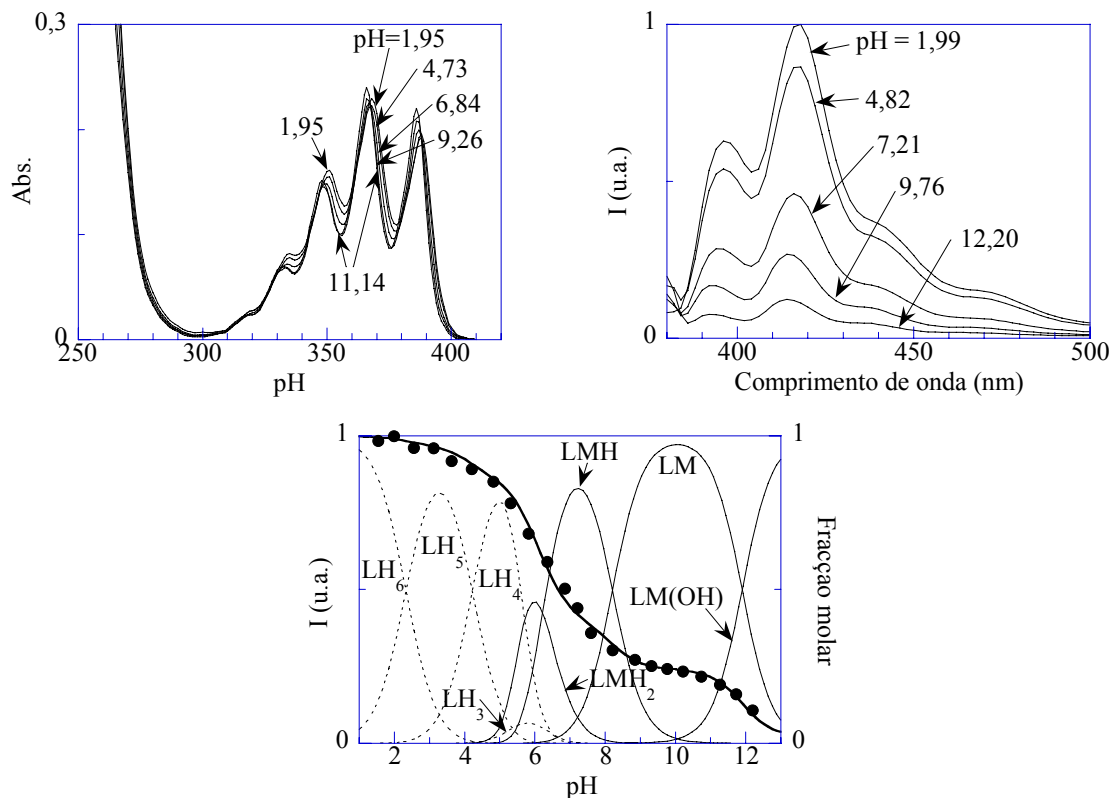 0,3
Abs.
0
pH=1,95
4,73
6,84
9,26
1,95
11,14
250
300
350
400
pH
1
I (u.a.)
0
pH = 1,99
4,82
7,21
9,76
12,20
400
450
500
Comprimento de onda (nm)
1
I (u.a.)
0
LMH
LM
LH6
LH5
LH4
LM(OH)
LH3
LMH2
1
Fracçao molar
0
2
4
6
8
10
12
pH